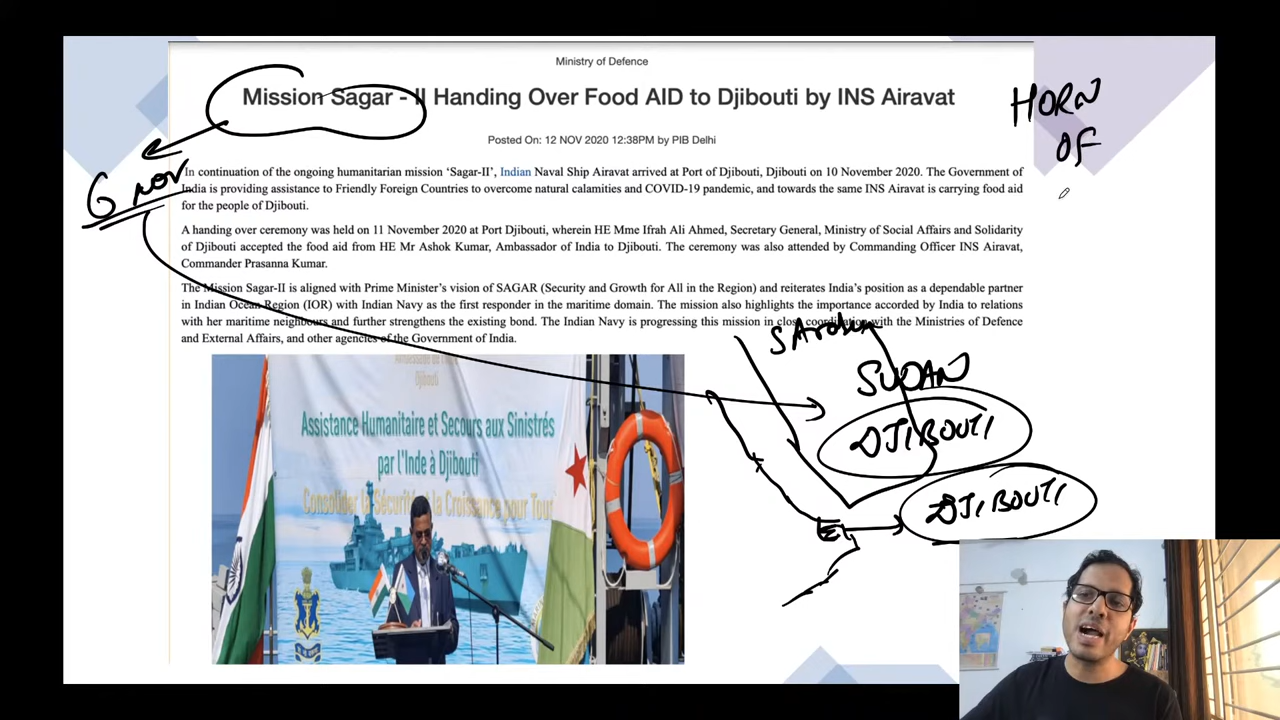 Ministry of Defence
Mission Sagar - II Handing Over Food AID to Djibouti by INS Airavat
Posted On: 12 NOV 2020 12:38PM by PIB Delhi
In continuation of the ongoing humanitarian mission ‘Sagar-II’, Indian Naval Ship Airavat arrived at Port of Djibouti, Djibouti on 10 November 2020. The Government of
India is providing assistance to Friendly Foreign Countries to overcome natural calamities and COVID-19 pandemic, and towards the same INS Airavat is carrying food aid
for the people of Djibouti.
A handing over ceremony was held on 11 November 2020 at Port Djibouti, wherein HE Mme Ifrah Ali Ahmed, Secretary General, Ministry of Social Affairs and Solidarity
of Djibouti accepted the food aid from HE Mr Ashok Kumar, Ambassador of India to Djibouti. The ceremony was also attended by Commanding Officer INS Airavat,
Commander Prasanna Kumar.
The Mission Sagar-II is aligned with Prime Minister’s vision of SAGAR (Security and Growth for All in the Region) and reiterates India’s position as a dependable partner
in Indian Ocean Region (IOR) with Indian Navy as the first responder in the maritime domain. The mission also highlights the importance accorded by India to relations
with her maritime neighbours and further strengthens the existing bond. The Indian Navy is progressing this mission in close coordination with the Ministries of Defence
and External Affairs, and other agencies of the Government of India.
HORN
OF
6 nov
SUDAN
DJIBOUTI
DJIBOUTI
Djibouti
Assistance Humanitaire et Secours aux Sinistrés
par l'Inde à Djibouti
Consolider la Sécurité et la Croissance pour Tout